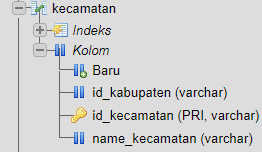 kecamatan
Indeks
Kolom
Baru
id_kabupaten (varchar)
id_kecamatan (PRI, varchar)
name_kecamatan (varchar)